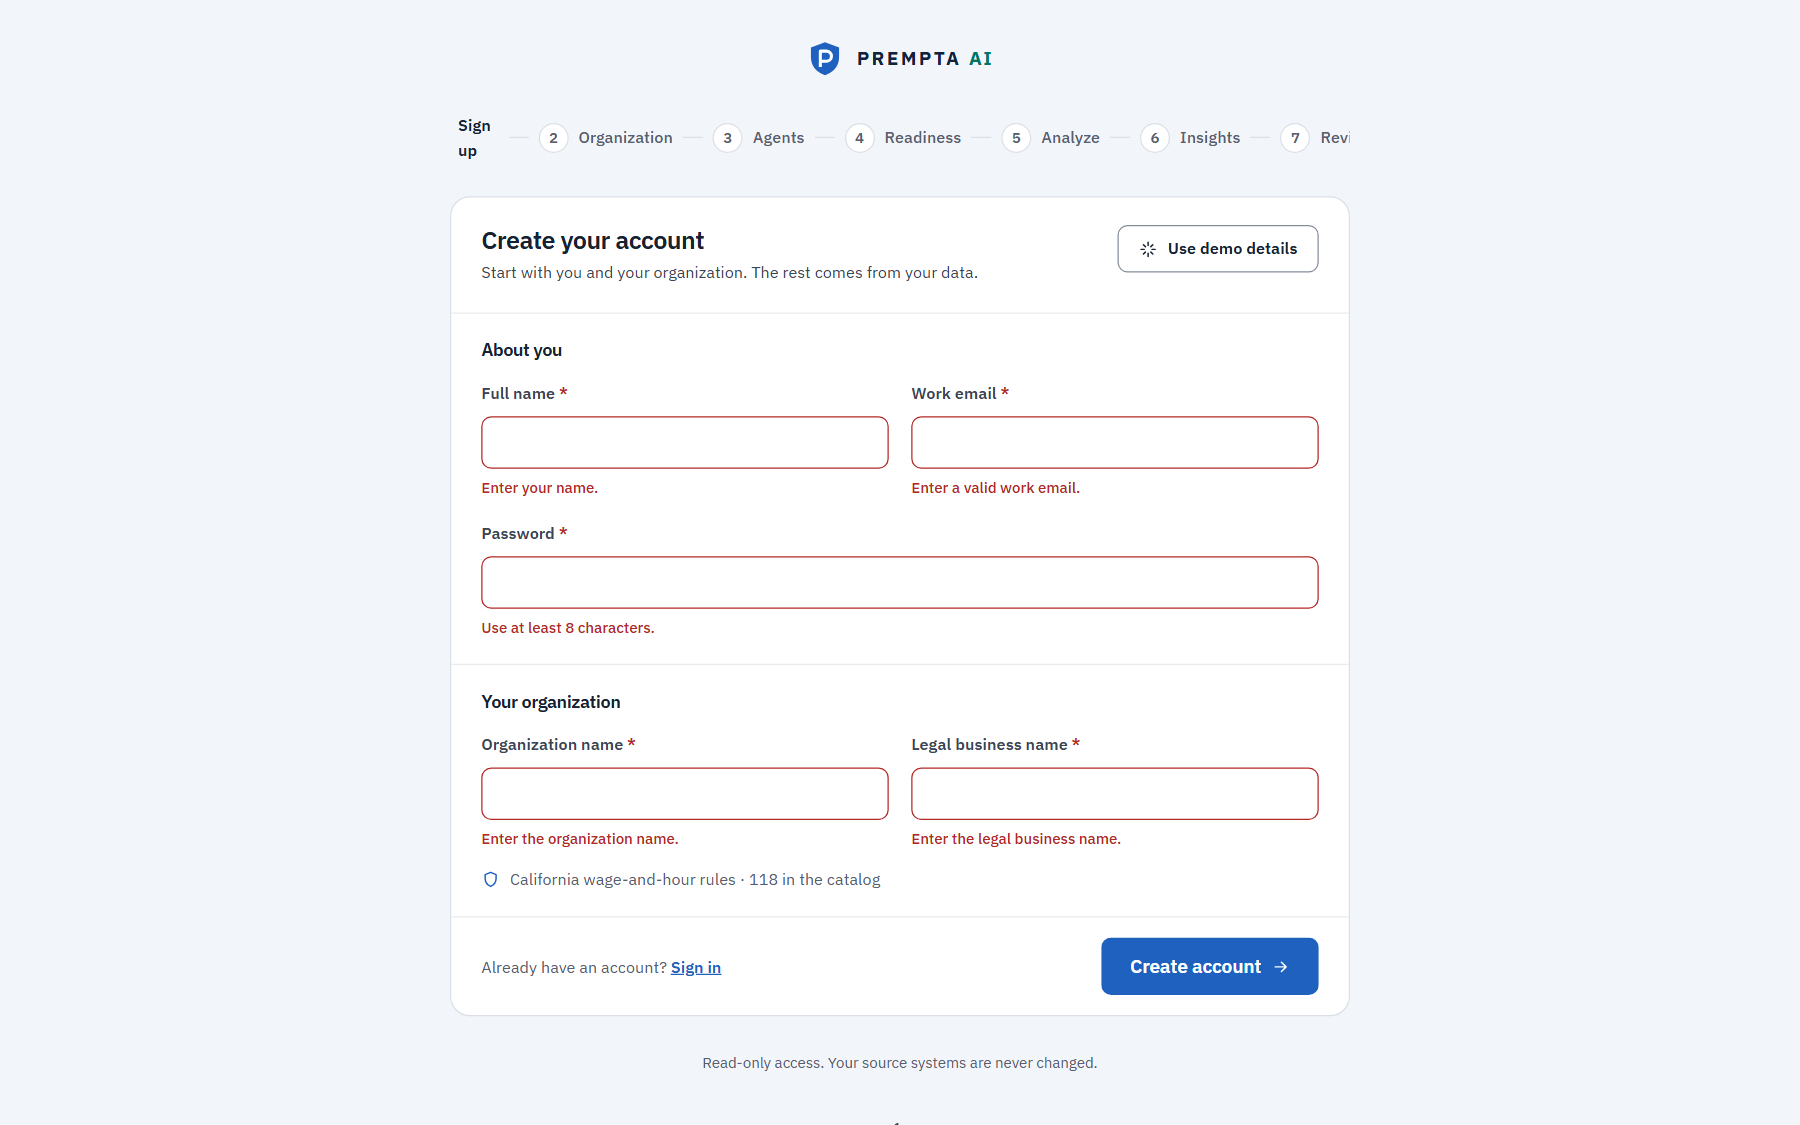 PREMPTA AI
Sign up
2 Organization
3 Agents
4 Readiness
5 Analyze
6 Insights
7 Revi
Create your account
Use demo details
Start with you and your organization. The rest comes from your data.
About you
Full name *
Work email *
Enter your name.
Enter a valid work email.
Password *
Use at least 8 characters.
Your organization
Organization name *
Legal business name *
Enter the organization name.
Enter the legal business name.
California wage-and-hour rules · 118 in the catalog
Already have an account? Sign in
Create account →
Read-only access. Your source systems are never changed.